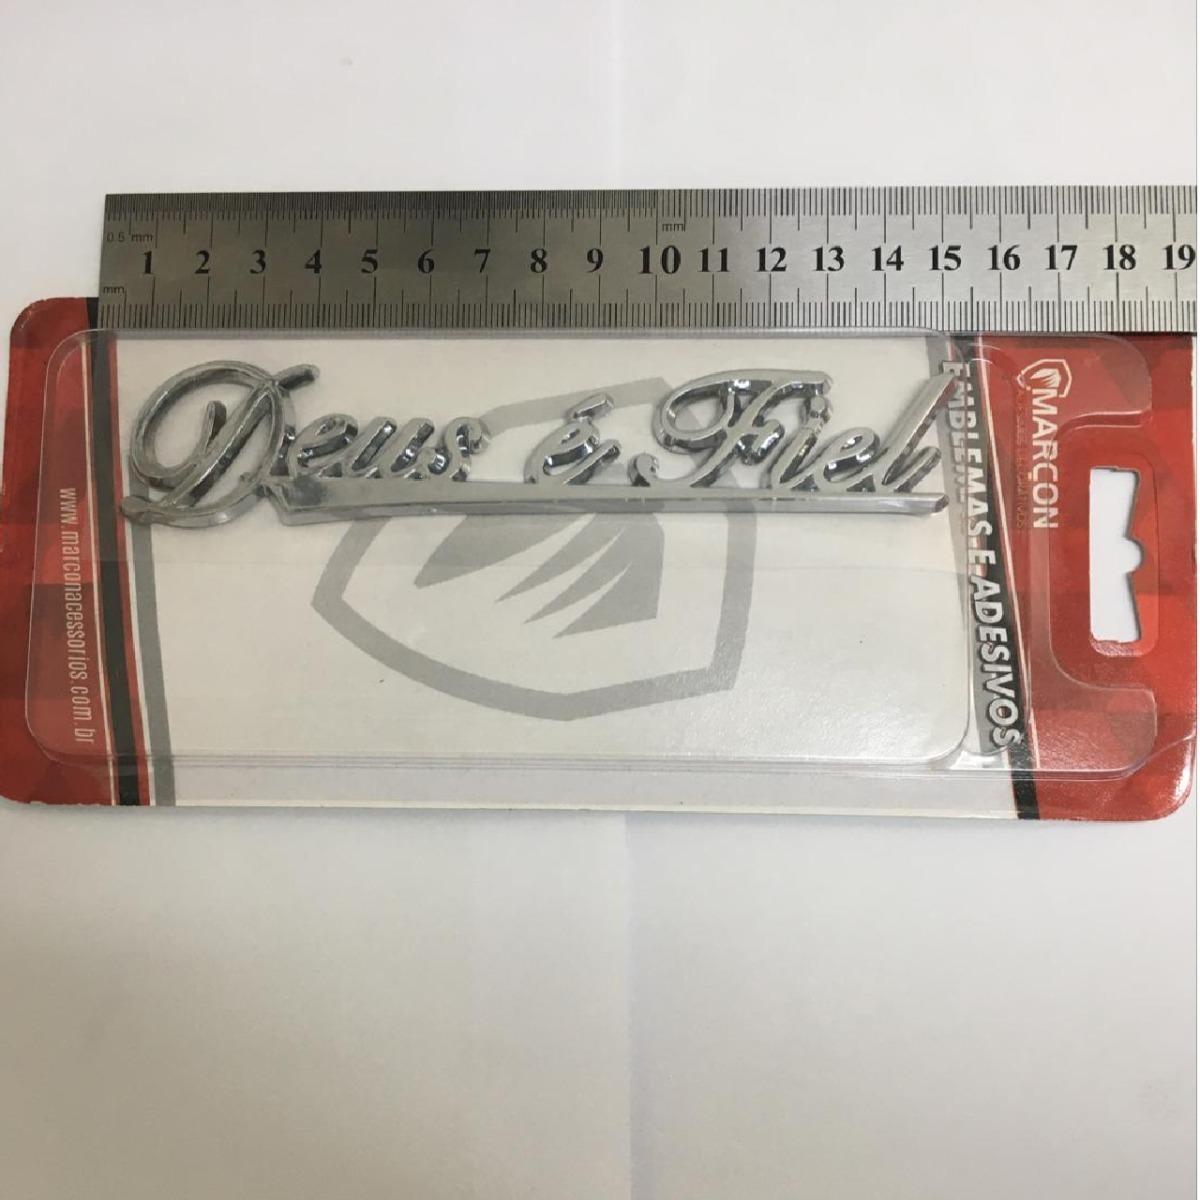 0.5 mm
mm
1 2 3 4 5 6 7 8 9 10 11 12 13 14 15 16 17 18 19
mm
Deus é Fiel
MARCON
EMBLEMAS E ADESIVOS
www.marconacessorios.com.br